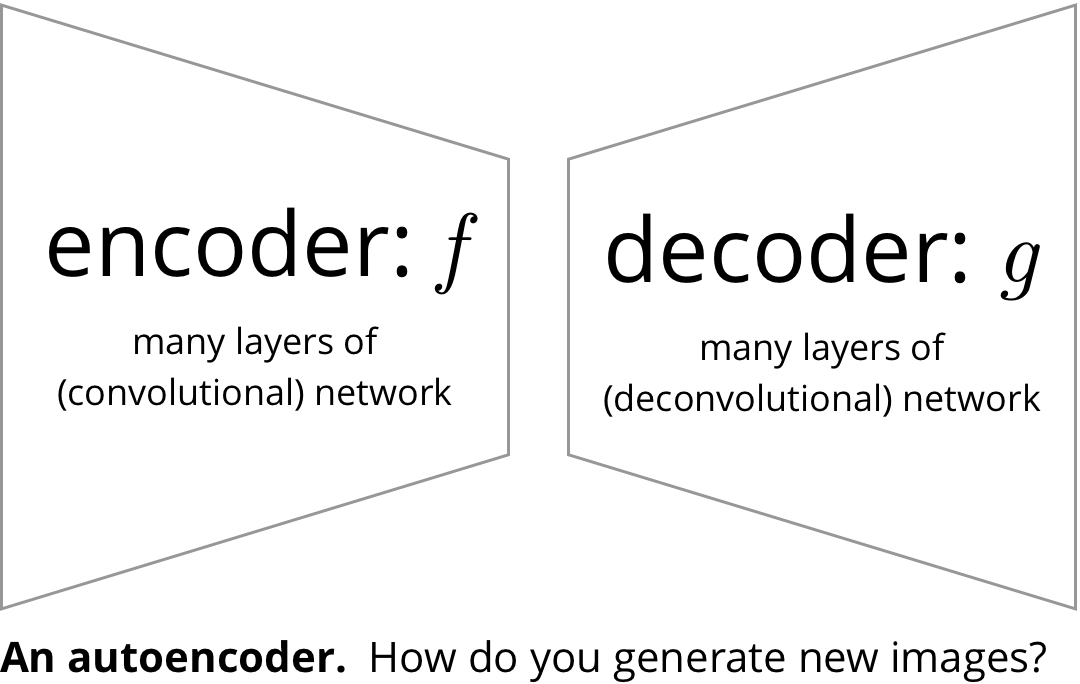 encoder: f
many layers of
(convolutional) network
decoder: g
many layers of
(deconvolutional) network
An autoencoder. How do you generate new images?